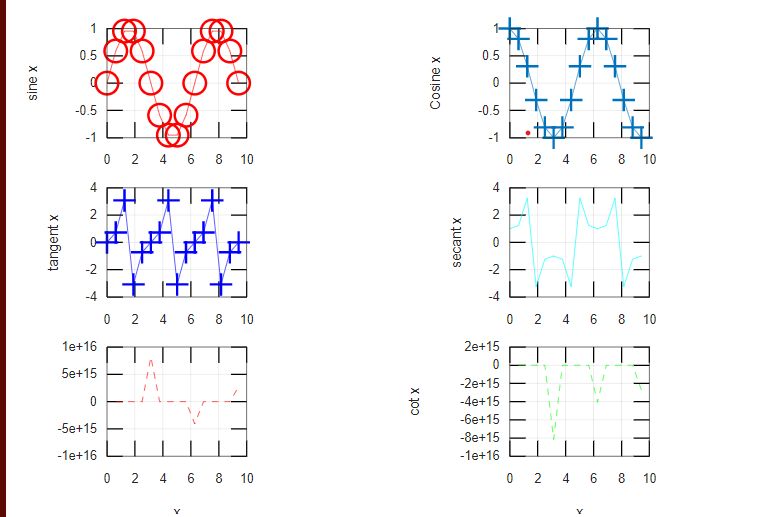 sine x
1
0.5
0
-0.5
-1
0 2 4 6 8 10
Cosine x
1
0.5
0
-0.5
-1
0 2 4 6 8 10
tangent x
4
2
0
-2
-4
0 2 4 6 8 10
secant x
4
2
0
-2
-4
0 2 4 6 8 10
1e+16
5e+15
0
-5e+15
-1e+16
0 2 4 6 8 10
x
cot x
2e+15
0
-2e+15
-4e+15
-6e+15
-8e+15
-1e+16
0 2 4 6 8 10
x